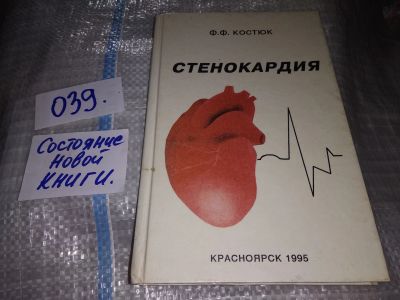 039.
Состояние
новой
книги.
Ф.Ф. КОСТЮК
СТЕНОКАРДИЯ
КРАСНОЯРСК 1995